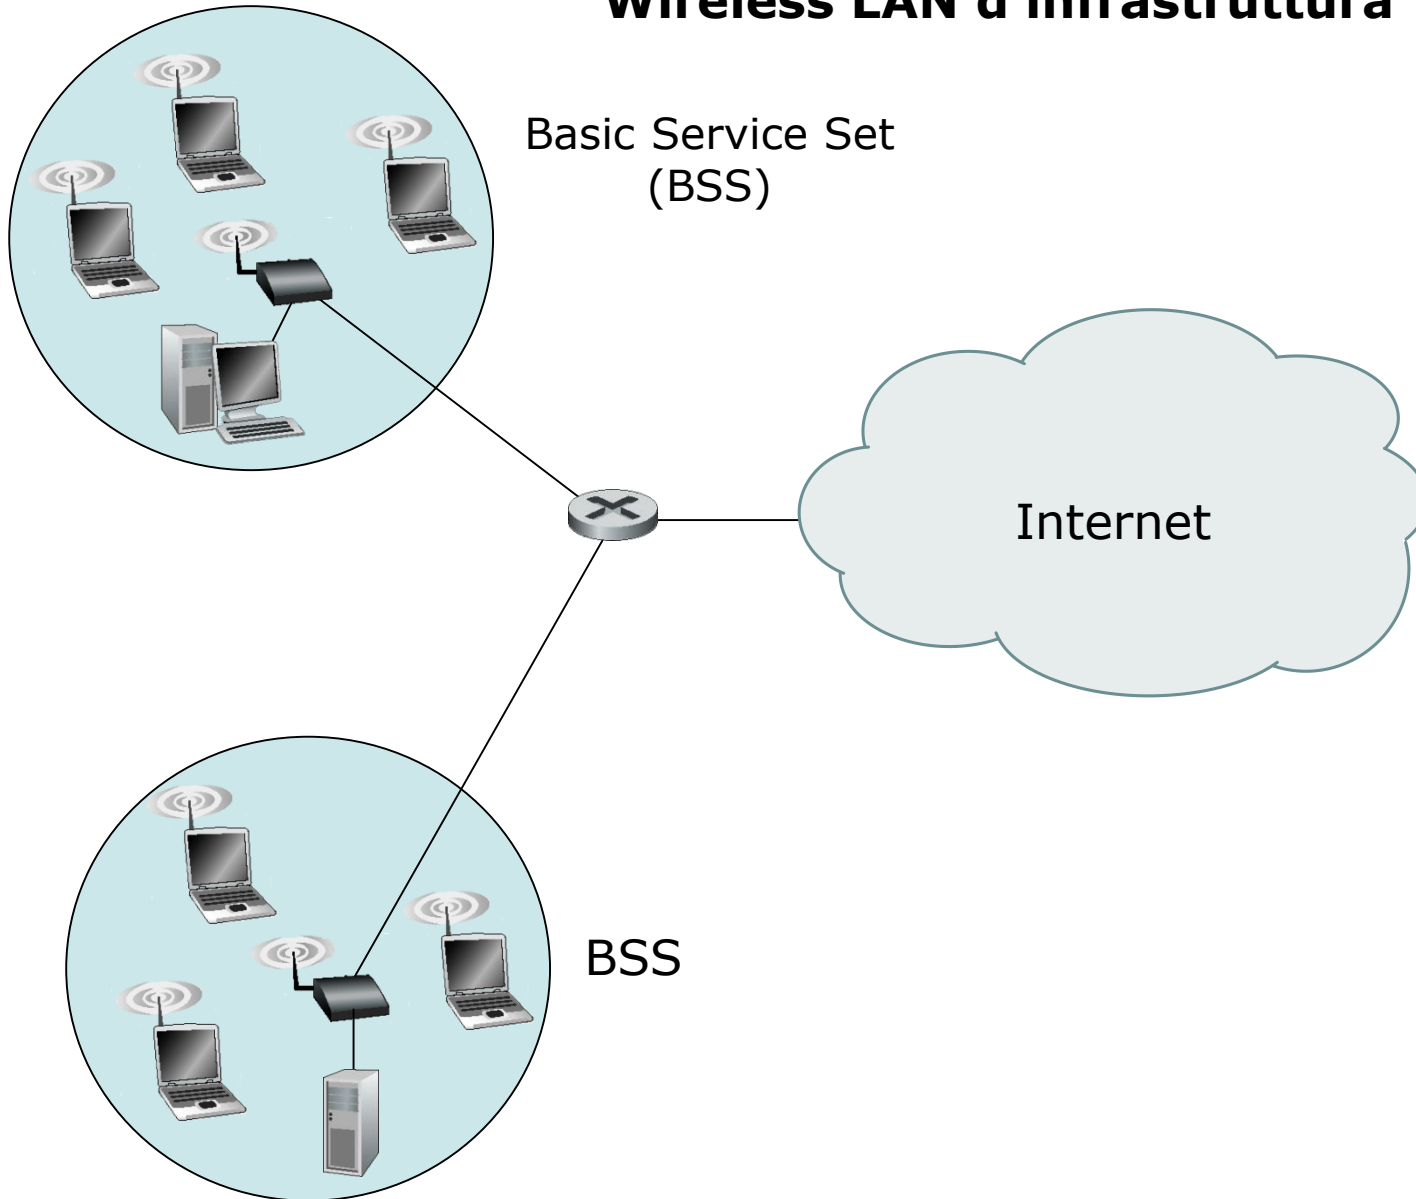 Wireless LAN d'infrastruttura
Basic Service Set
(BSS)
Internet
BSS